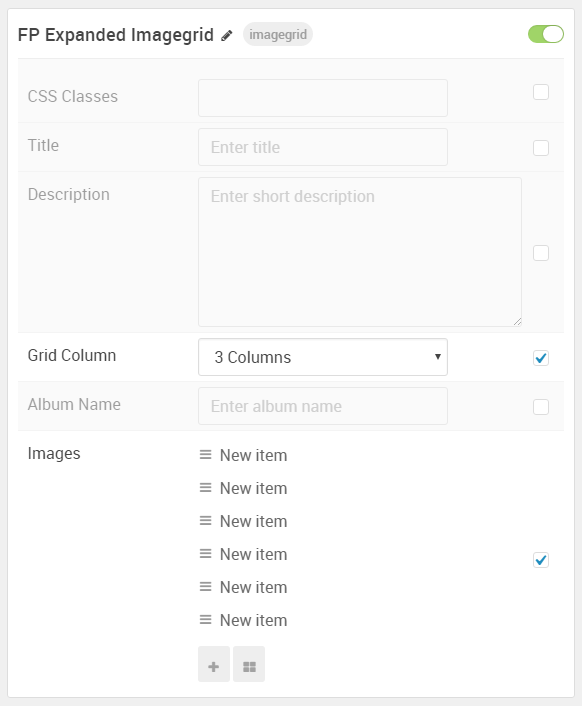 FP Expanded Imagegrid imagegrid
CSS Classes
Title Enter title
Description Enter short description
Grid Column 3 Columns
Album Name Enter album name
Images New item
New item
New item
New item
New item
New item